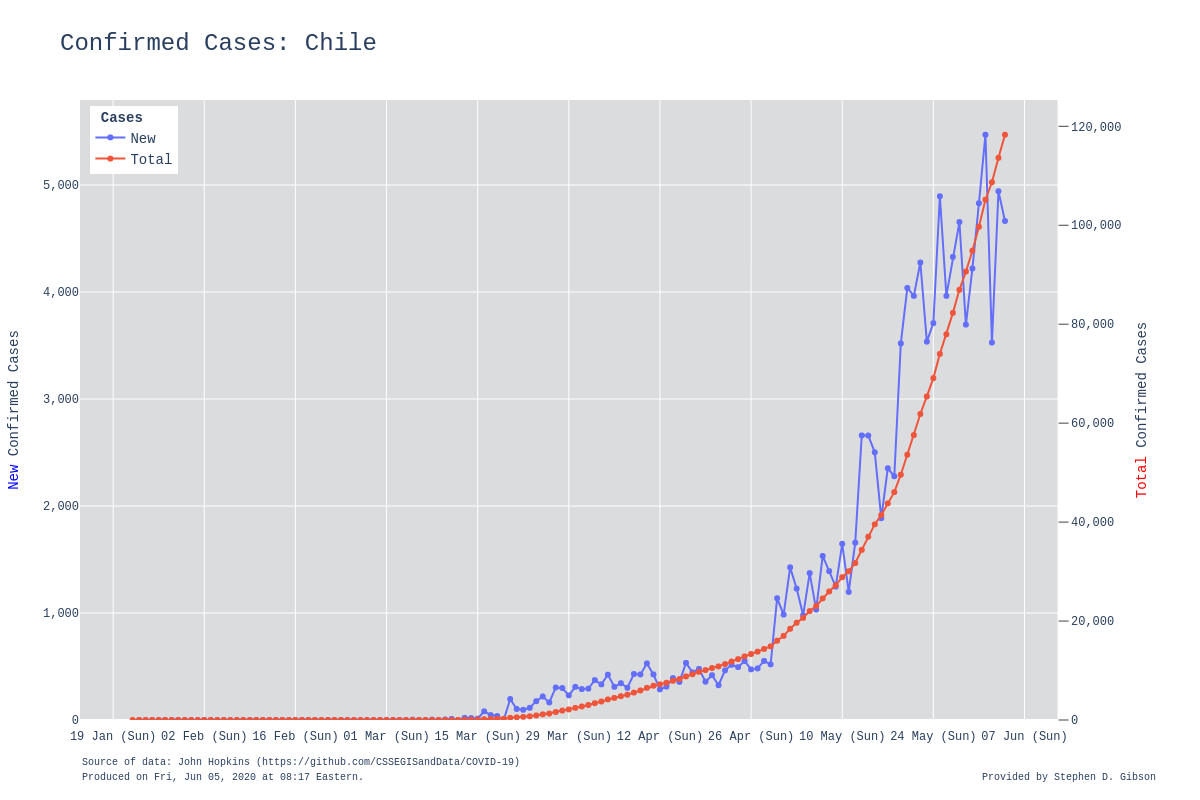 Confirmed Cases: Chile
Cases
New
Total
5,000
4,000
3,000
2,000
1,000
0
120,000
100,000
80,000
60,000
40,000
20,000
0
New Confirmed Cases
Total Confirmed Cases
19 Jan (Sun) 02 Feb (Sun) 16 Feb (Sun) 01 Mar (Sun) 15 Mar (Sun) 29 Mar (Sun) 12 Apr (Sun) 26 Apr (Sun) 10 May (Sun) 24 May (Sun) 07 Jun (Sun)
Source of data: John Hopkins (https://github.com/CSSEGISandData/COVID-19)
Produced on Fri, Jun 05, 2020 at 08:17 Eastern.
Provided by Stephen D. Gibson